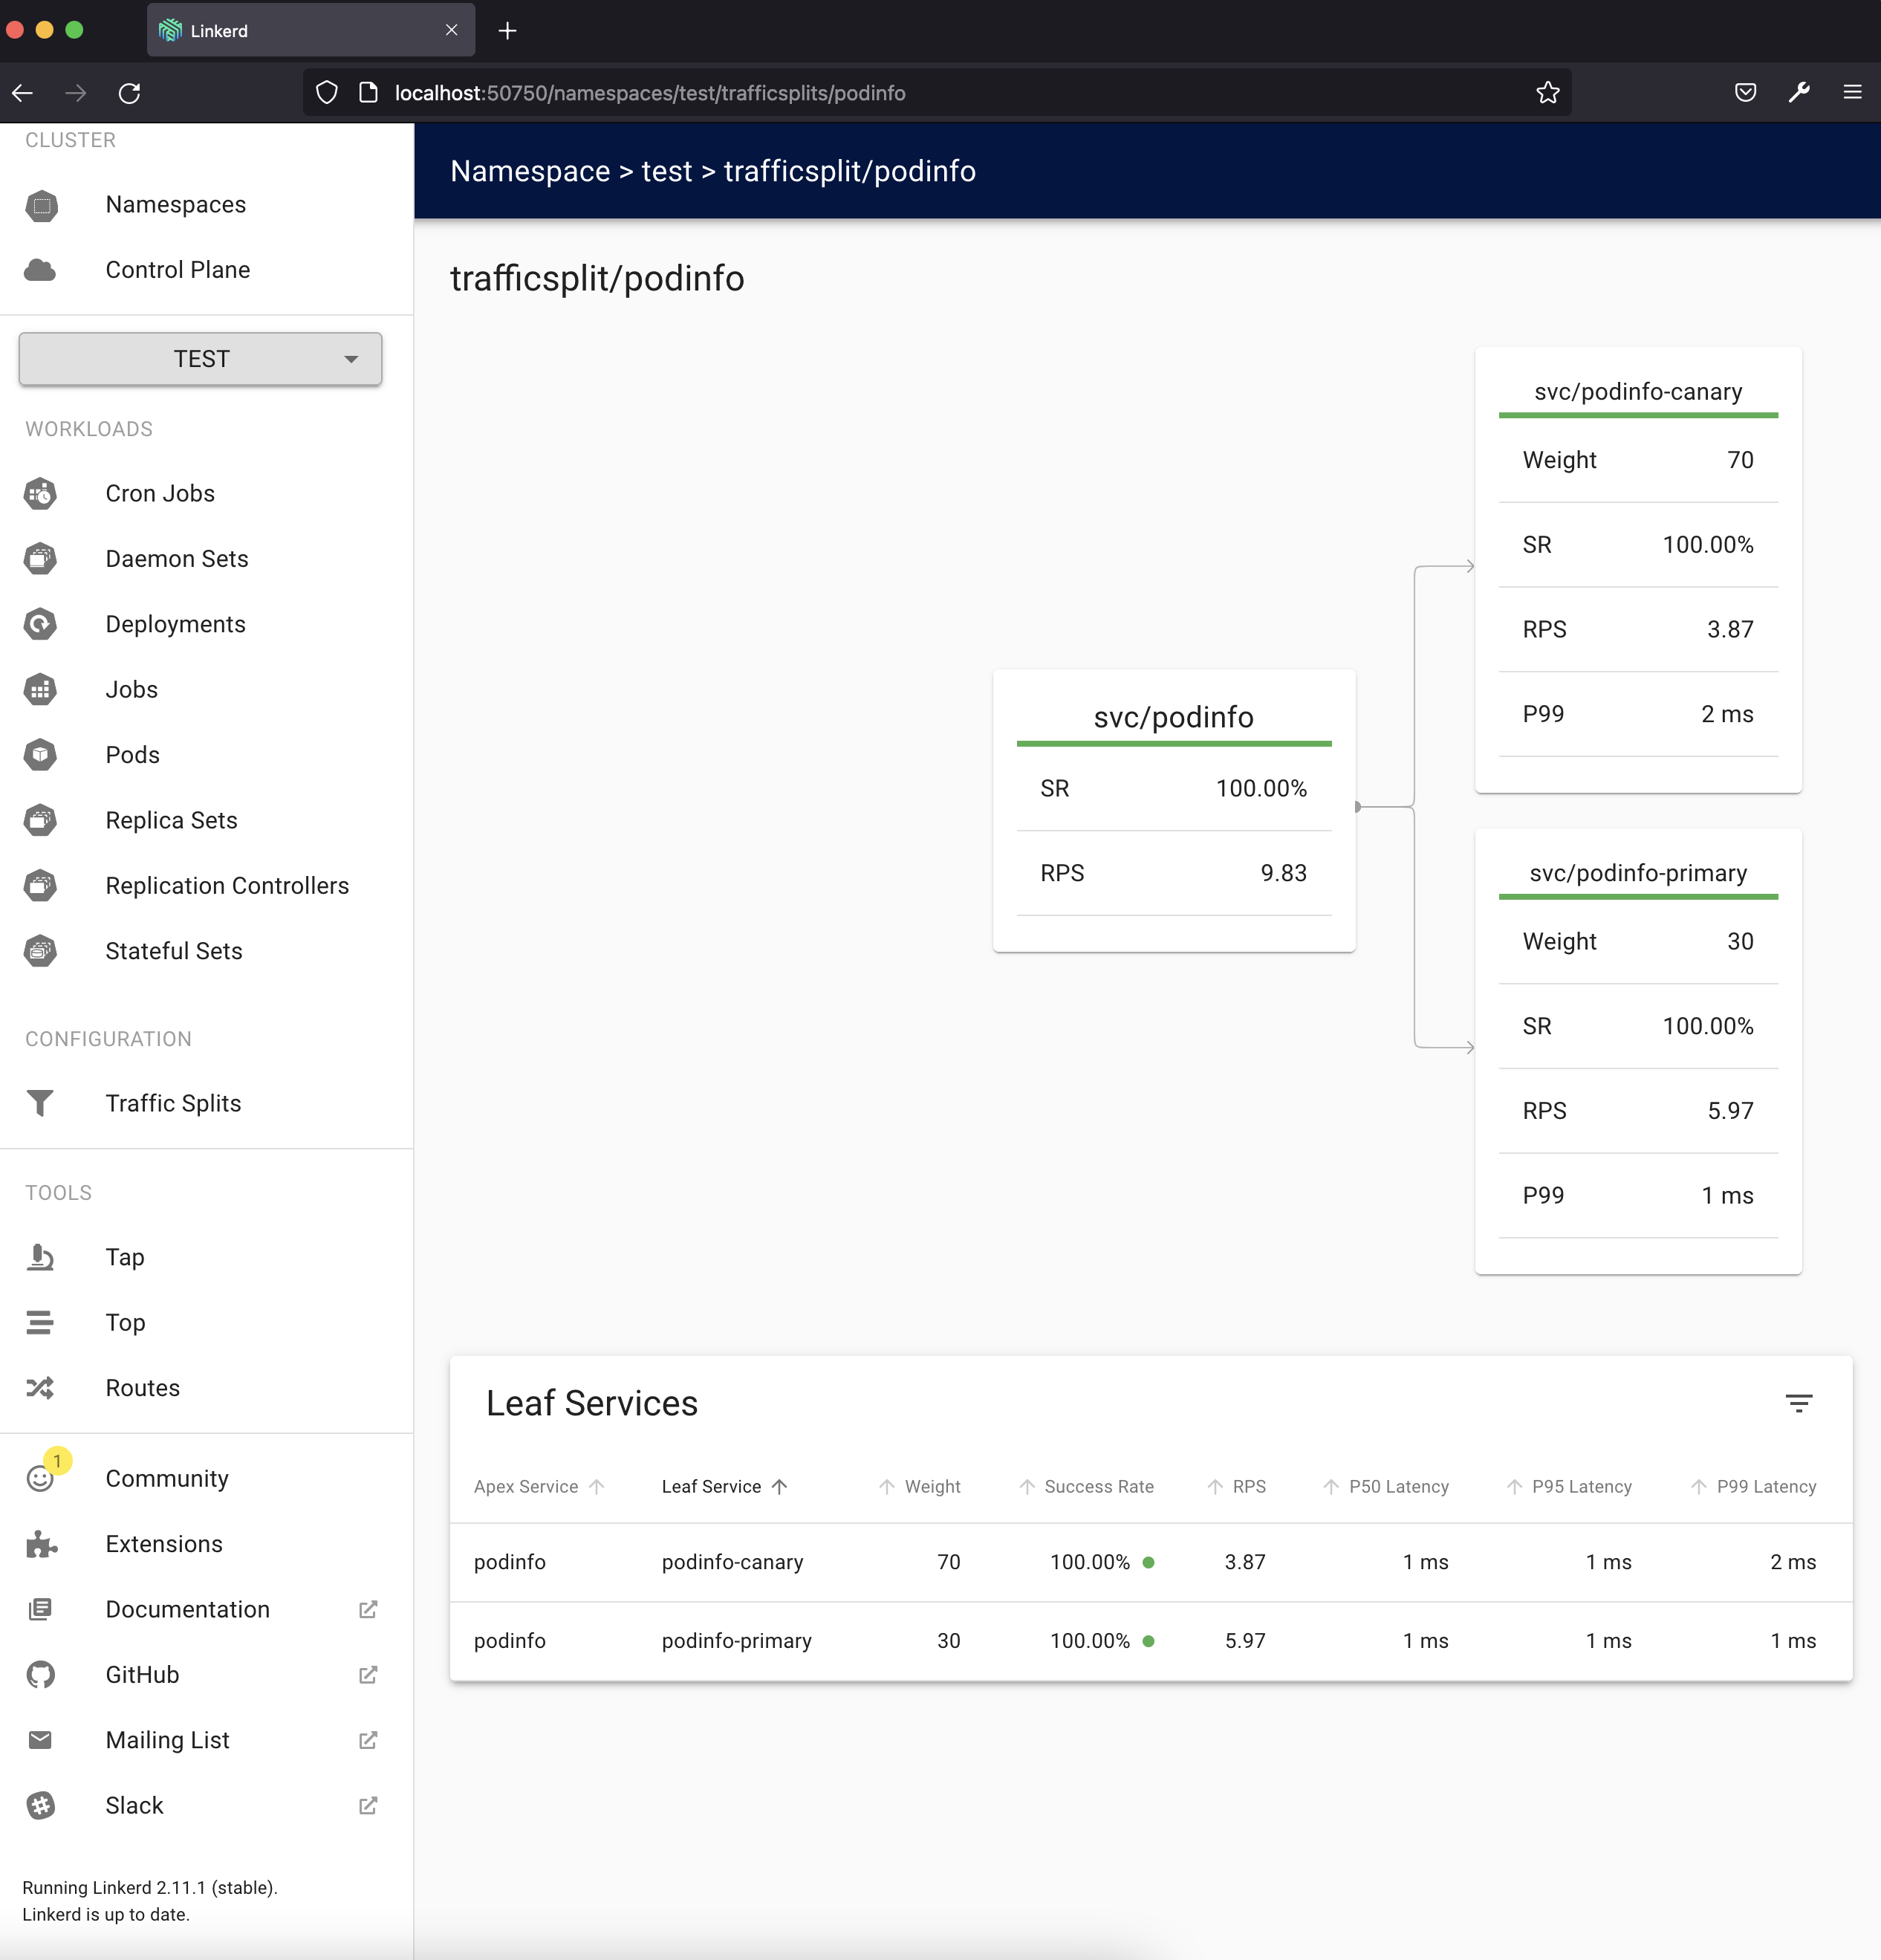 Linkerd
localhost:50750/namespaces/test/trafficsplits/podinfo
CLUSTER
Namespaces
Control Plane
TEST
WORKLOADS
Cron Jobs
Daemon Sets
Deployments
Jobs
Pods
Replica Sets
Replication Controllers
Stateful Sets
CONFIGURATION
Traffic Splits
TOOLS
Tap
Top
Routes
1
Community
Extensions
Documentation
GitHub
Mailing List
Slack
Running Linkerd 2.11.1 (stable).
Linkerd is up to date.
Namespace > test > trafficsplit/podinfo
trafficsplit/podinfo
svc/podinfo
SR 100.00%
RPS 9.83
svc/podinfo-canary
Weight 70
SR 100.00%
RPS 3.87
P99 2 ms
svc/podinfo-primary
Weight 30
SR 100.00%
RPS 5.97
P99 1 ms
Leaf Services
Apex Service Leaf Service Weight Success Rate RPS P50 Latency P95 Latency P99 Latency
podinfo podinfo-canary 70 100.00% 3.87 1 ms 1 ms 2 ms
podinfo podinfo-primary 30 100.00% 5.97 1 ms 1 ms 1 ms